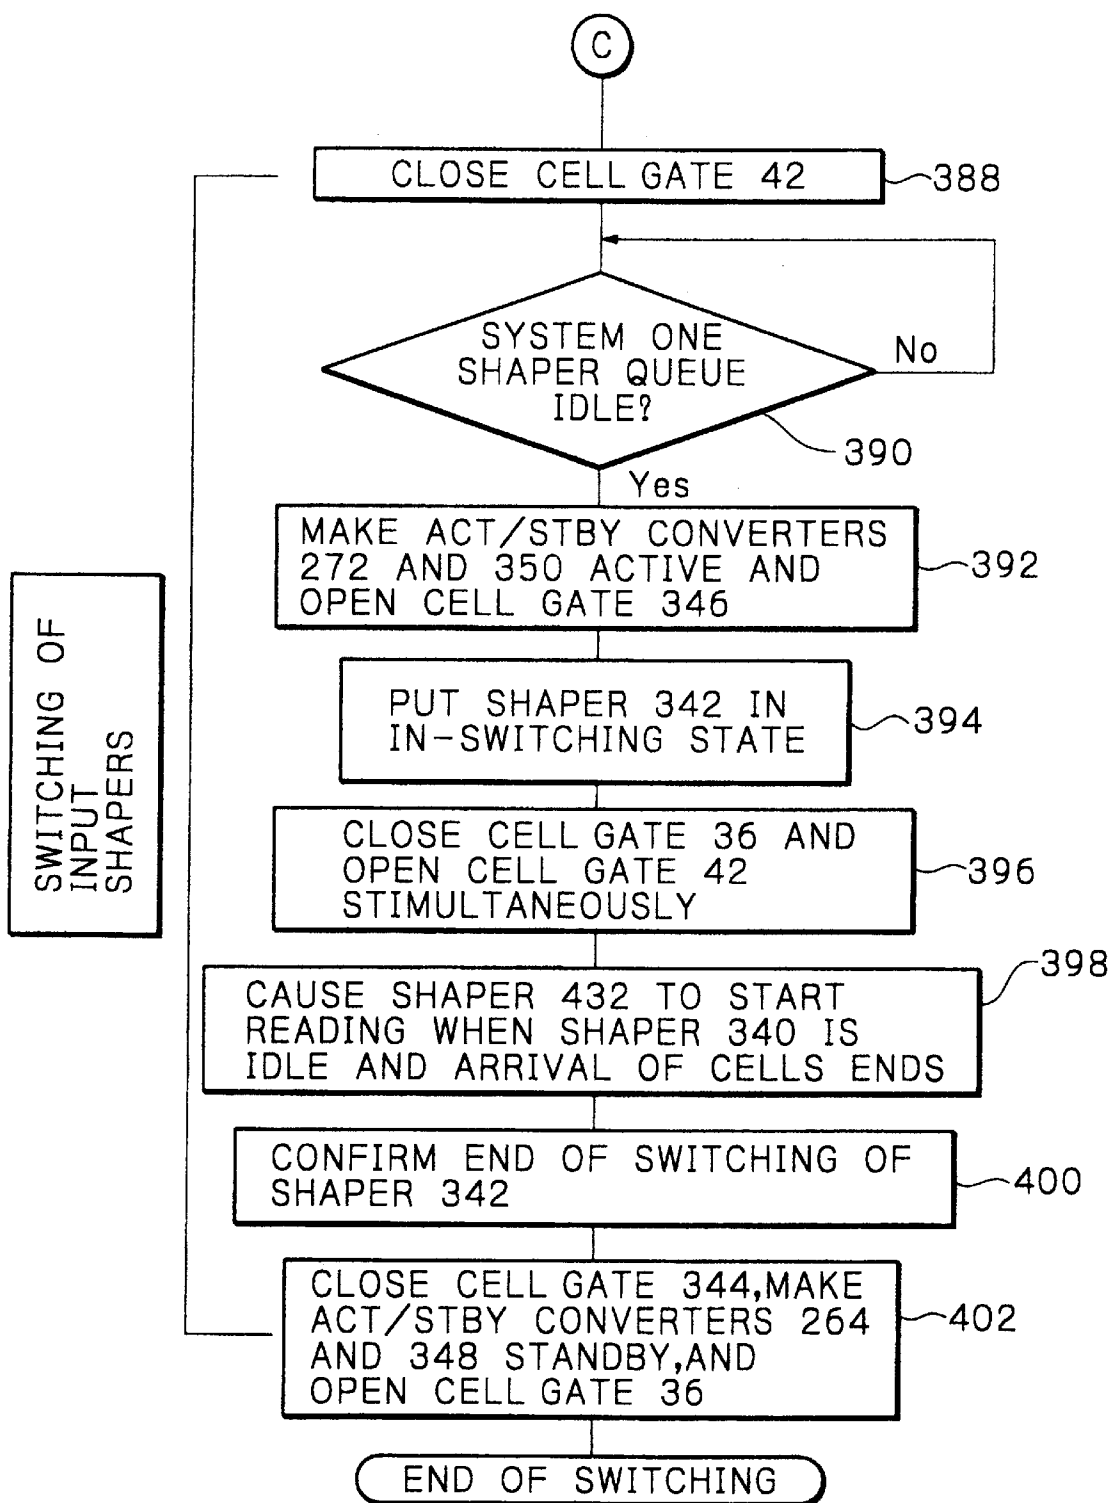 C
CLOSE CELL GATE 42
388
SYSTEM ONE
SHAPER QUEUE
IDLE?
No
390
Yes
MAKE ACT/STBY CONVERTERS
272 AND 350 ACTIVE AND
OPEN CELL GATE 346
392
SWITCHING OF
INPUT
SHAPERS
PUT SHAPER 342 IN
IN-SWITCHING STATE
394
CLOSE CELL GATE 36 AND
OPEN CELL GATE 42
STIMULTANEOUSLY
396
CAUSE SHAPER 432 TO START
READING WHEN SHAPER 340 IS
IDLE AND ARRIVAL OF CELLS ENDS
398
CONFIRM END OF SWITCHING OF
SHAPER 342
400
CLOSE CELL GATE 344,MAKE
ACT/STBY CONVERTERS 264
AND 348 STANDBY,AND
OPEN CELL GATE 36
402
END OF SWITCHING